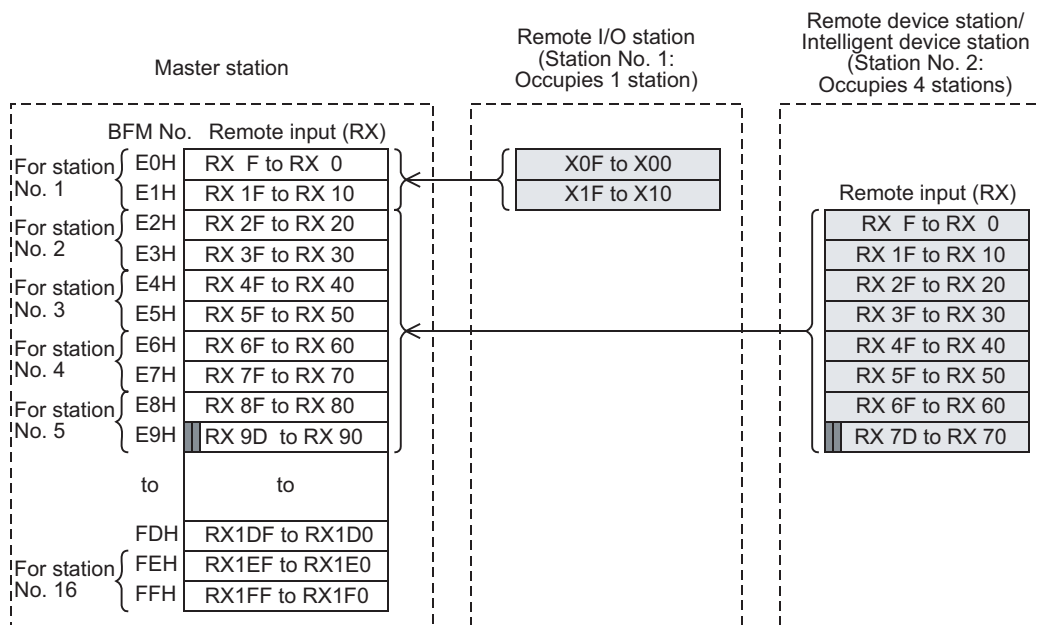 Master station
Remote I/O station
(Station No. 1:
Occupies 1 station)
Remote device station/
Intelligent device station
(Station No. 2:
Occupies 4 stations)
BFM No. Remote input (RX)
For station
No. 1
E0H RX F to RX 0
E1H RX 1F to RX 10
For station
No. 2
E2H RX 2F to RX 20
E3H RX 3F to RX 30
For station
No. 3
E4H RX 4F to RX 40
E5H RX 5F to RX 50
For station
No. 4
E6H RX 6F to RX 60
E7H RX 7F to RX 70
For station
No. 5
E8H RX 8F to RX 80
E9H RX 9D to RX 90
to to
FDH RX1DF to RX1D0
For station
No. 16
FEH RX1EF to RX1E0
FFH RX1FF to RX1F0
X0F to X00
X1F to X10
Remote input (RX)
RX F to RX 0
RX 1F to RX 10
RX 2F to RX 20
RX 3F to RX 30
RX 4F to RX 40
RX 5F to RX 50
RX 6F to RX 60
RX 7D to RX 70